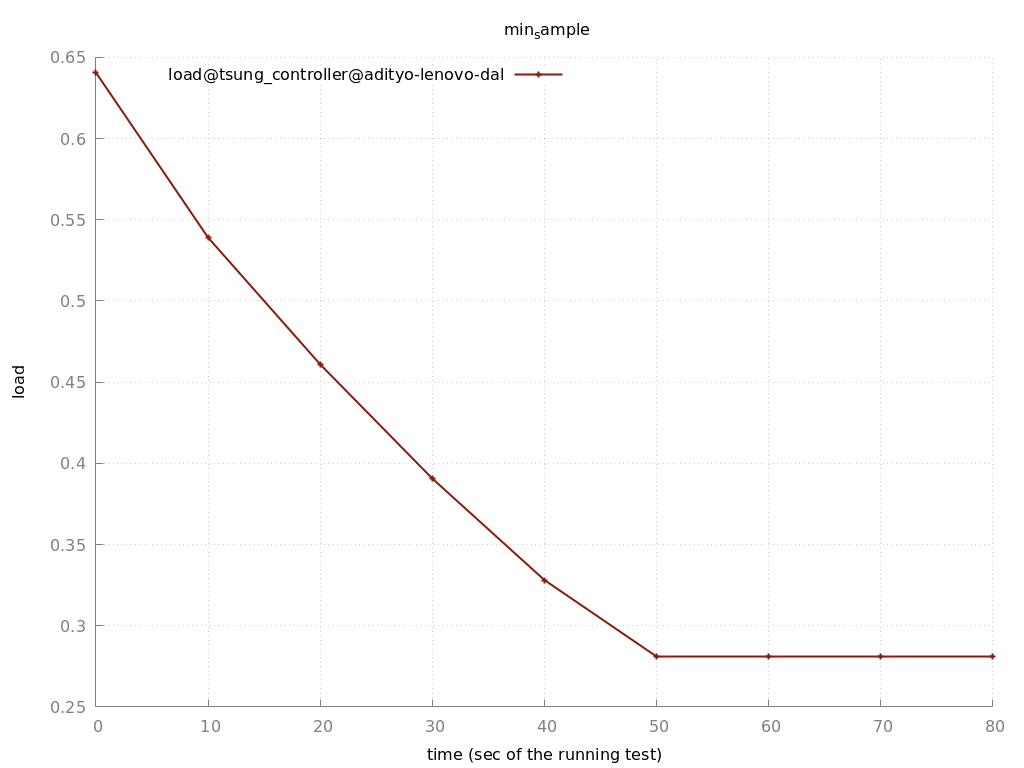 min_sample
0.65
load@tsung_controller@adityo-lenovo-dal
0.6
0.55
0.5
0.45
load
0.4
0.35
0.3
0.25
0 10 20 30 40 50 60 70 80
time (sec of the running test)